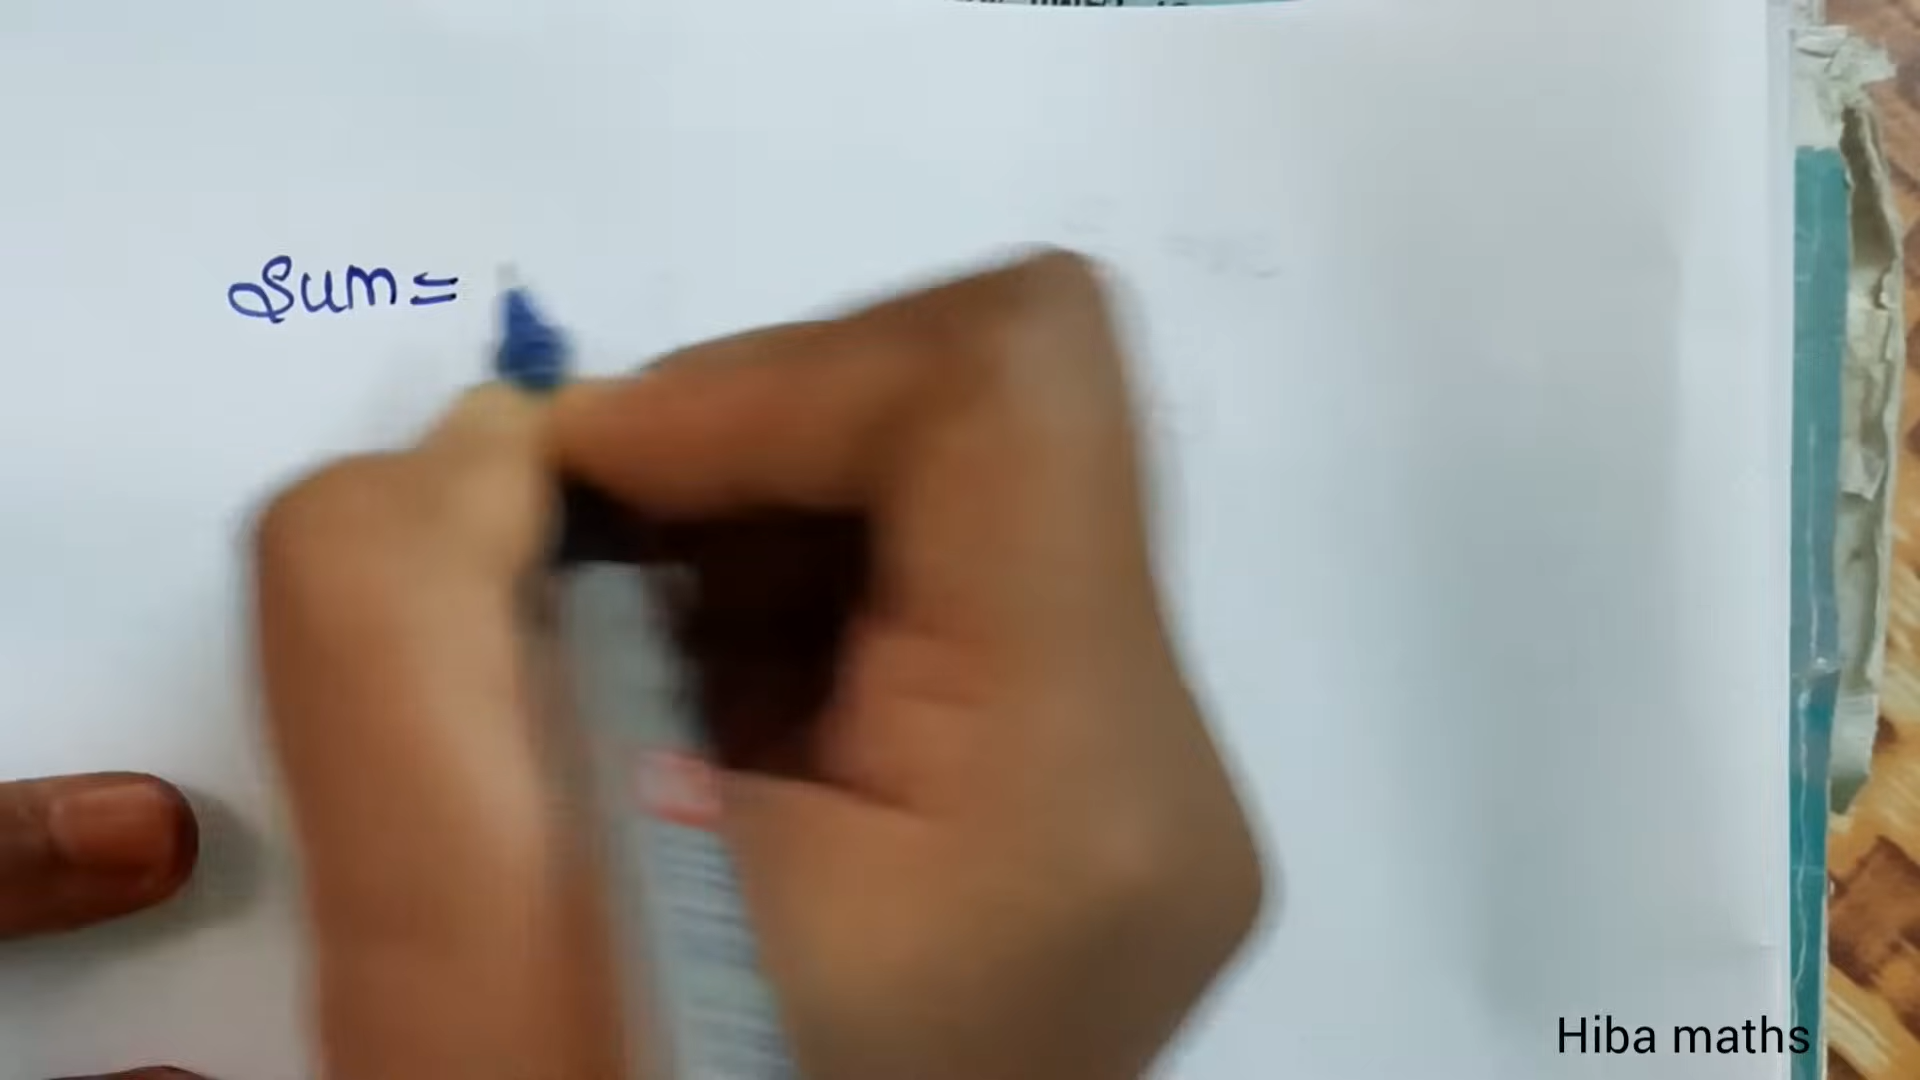 Sum =
Hiba maths